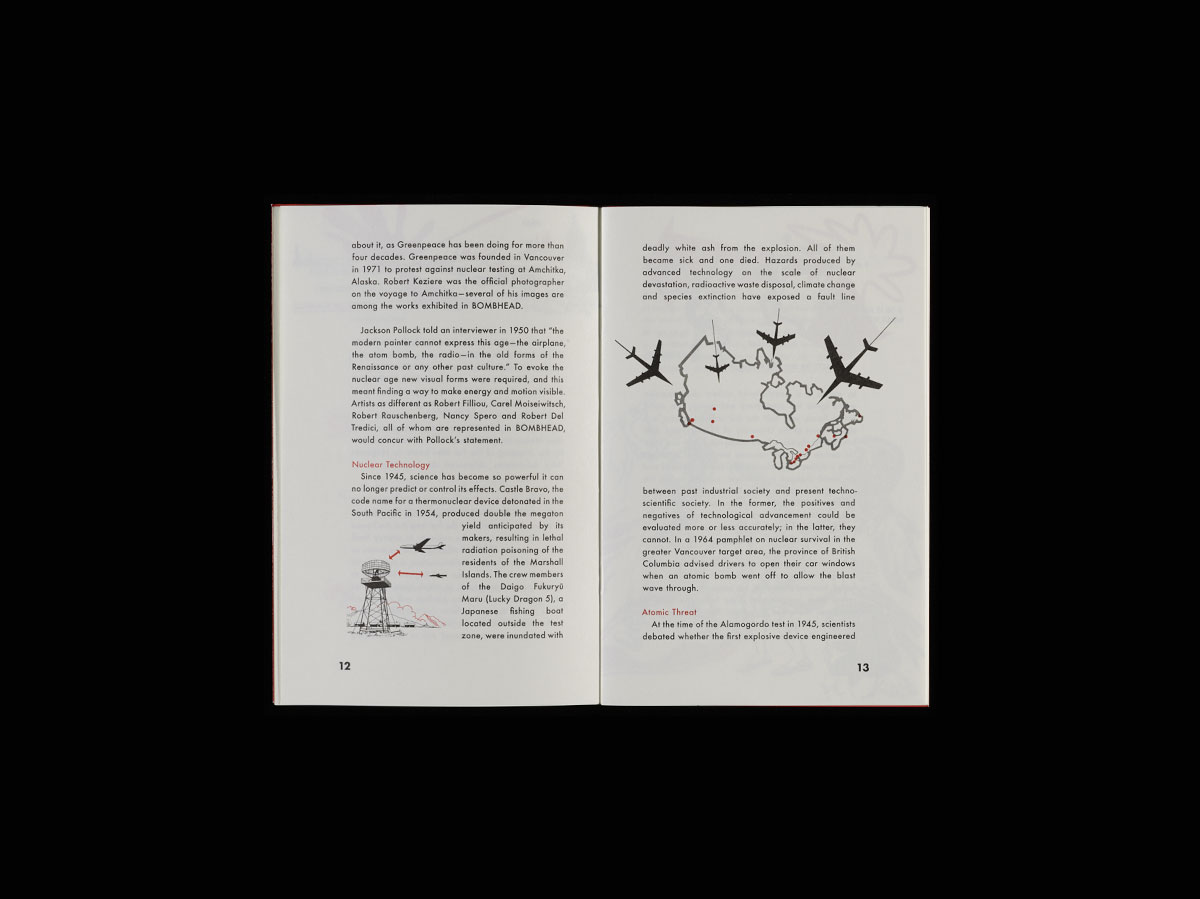 about it, as Greenpeace has been doing for more than
four decades. Greenpeace was founded in Vancouver
in 1971 to protest against nuclear testing at Amchitka,
Alaska. Robert Keziere was the official photographer
on the voyage to Amchitka—several of his images are
among the works exhibited in BOMBHEAD.
Jackson Pollock told an interviewer in 1950 that “the
modern painter cannot express this age—the airplane,
the atom bomb, the radio—in the old forms of the
Renaissance or any other past culture.” To evoke the
nuclear age new visual forms were required, and this
meant finding a way to make energy and motion visible.
Artists as different as Robert Filliou, Carel Moiseiwitsch,
Robert Rauschenberg, Nancy Spero and Robert Del
Tredici, all of whom are represented in BOMBHEAD,
would concur with Pollock’s statement.
Nuclear Technology
Since 1945, science has become so powerful it can
no longer predict or control its effects. Castle Bravo, the
code name for a thermonuclear device detonated in the
South Pacific in 1954, produced double the megaton
yield anticipated by its
makers, resulting in lethal
radiation poisoning of the
residents of the Marshall
Islands. The crew members
of the Daigo Fukuryū
Maru (Lucky Dragon 5), a
Japanese fishing boat
located outside the test
zone, were inundated with
12
deadly white ash from the explosion. All of them
became sick and one died. Hazards produced by
advanced technology on the scale of nuclear
devastation, radioactive waste disposal, climate change
and species extinction have exposed a fault line
between past industrial society and present techno-
scientific society. In the former, the positives and
negatives of technological advancement could be
evaluated more or less accurately; in the latter, they
cannot. In a 1964 pamphlet on nuclear survival in the
greater Vancouver target area, the province of British
Columbia advised drivers to open their car windows
when an atomic bomb went off to allow the blast
wave through.
Atomic Threat
At the time of the Alamogordo test in 1945, scientists
debated whether the first explosive device engineered
13